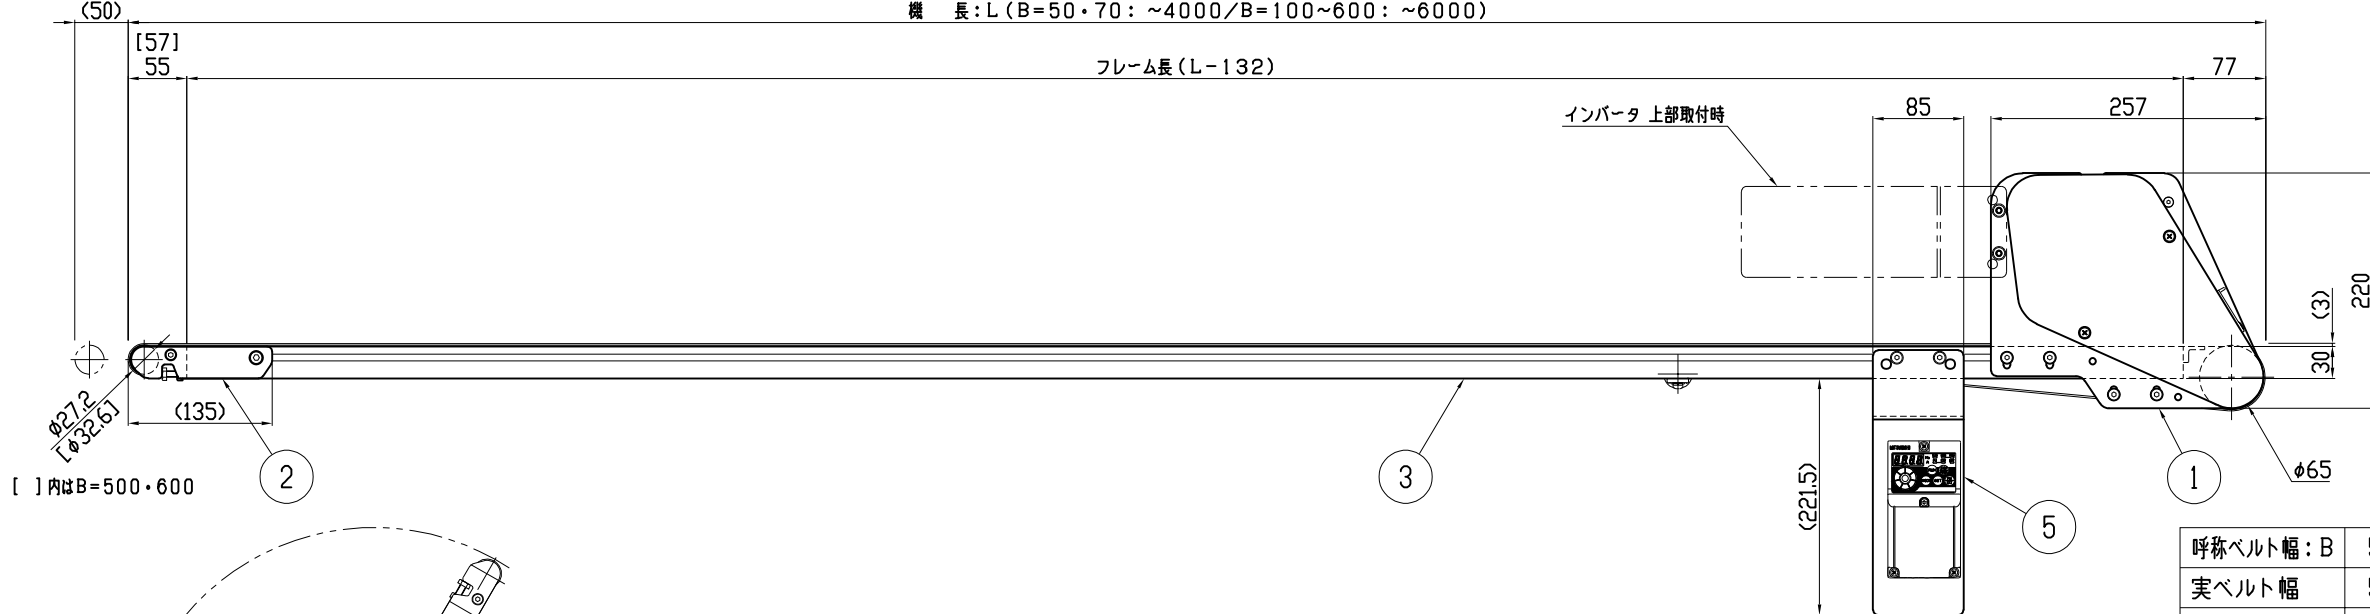 (50)
機 長:L(B=50・70: ~4000/B=100~600: ~6000)
[57]
55
フレーム長(L-132)
77
インバータ 上部取付時
85
257
220
(3)
30
φ27.2
[φ32.6]
(135)
2
3
(221.5)
5
1
φ65
[ ]内はB=500・600
呼称ベルト幅:B
実ベルト幅